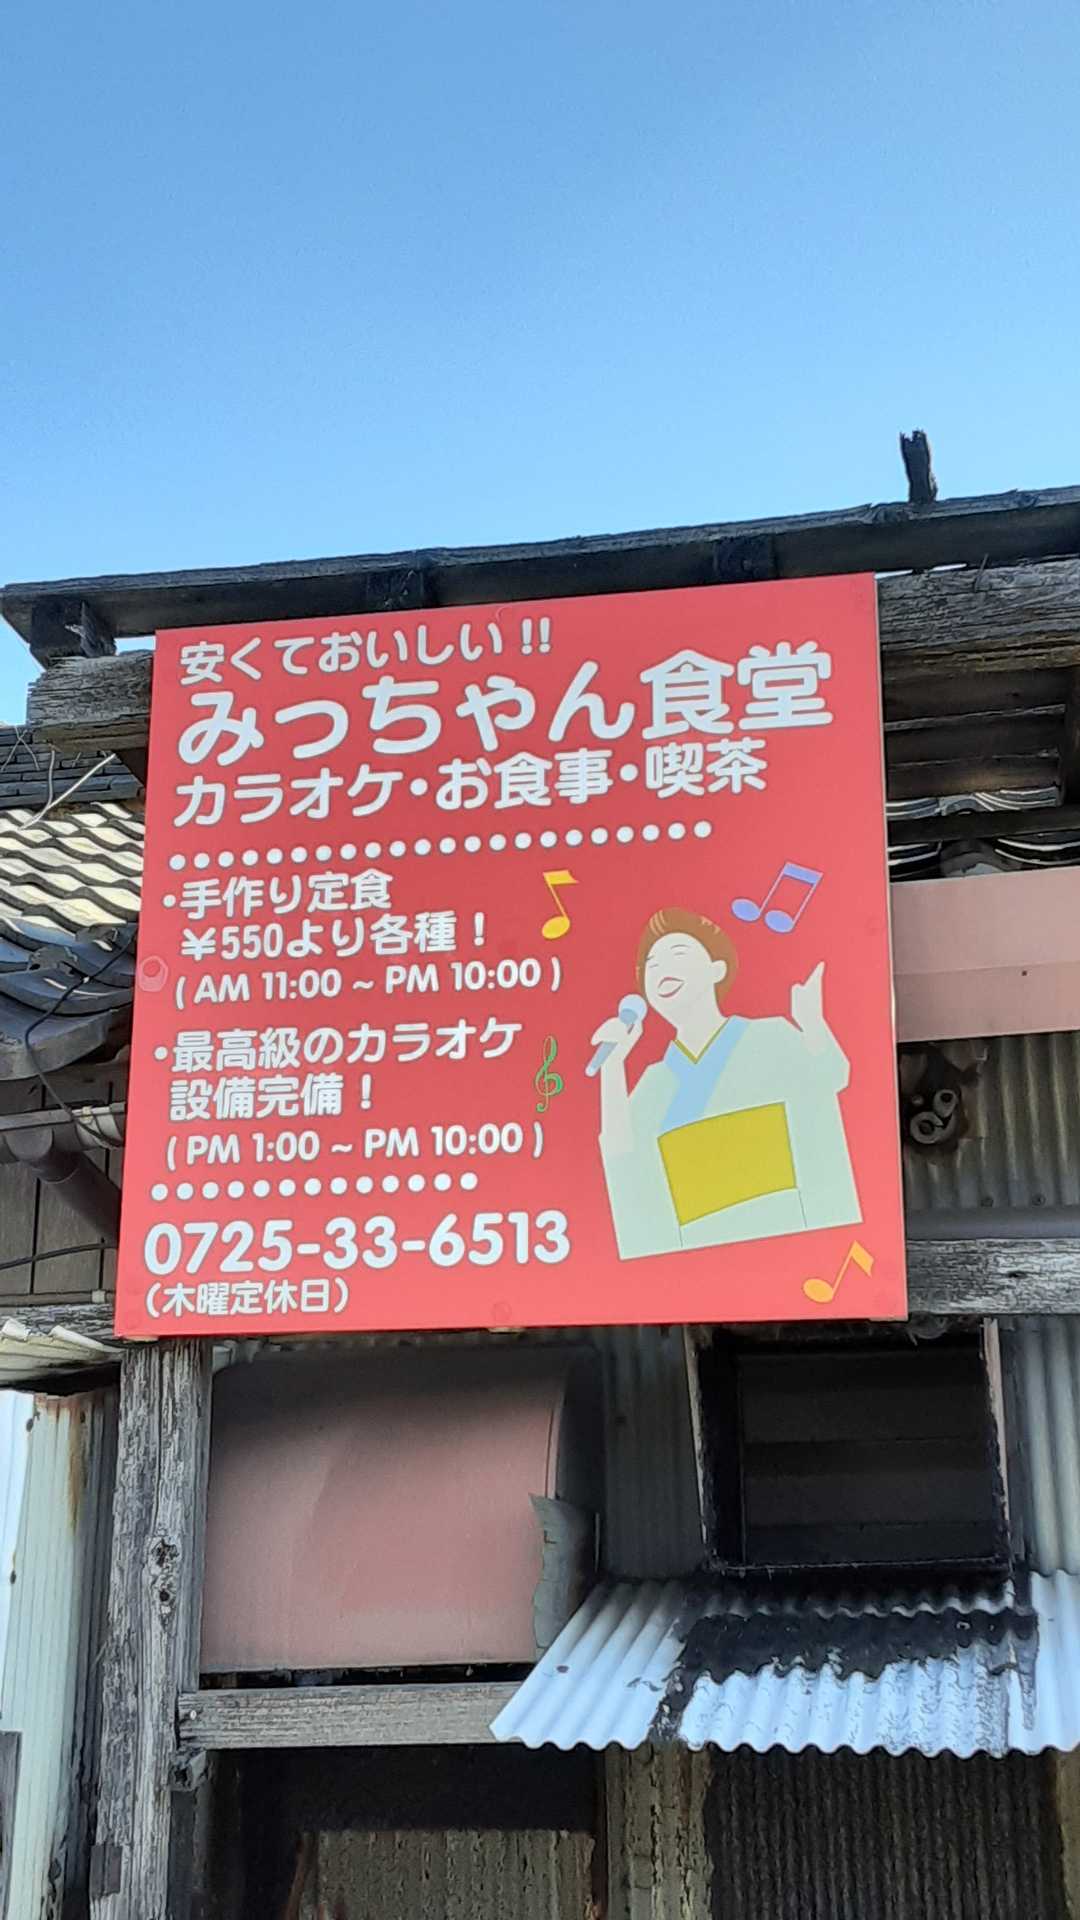 安くておいしい!!
みっちゃん食堂
カラオケ・お食事・喫茶
・手作り定食
¥550より各種！
(AM 11:00 ~ PM 10:00)
・最高級のカラオケ
設備完備！
(PM 1:00 ~ PM 10:00)
0725-33-6513
(木曜定休日)